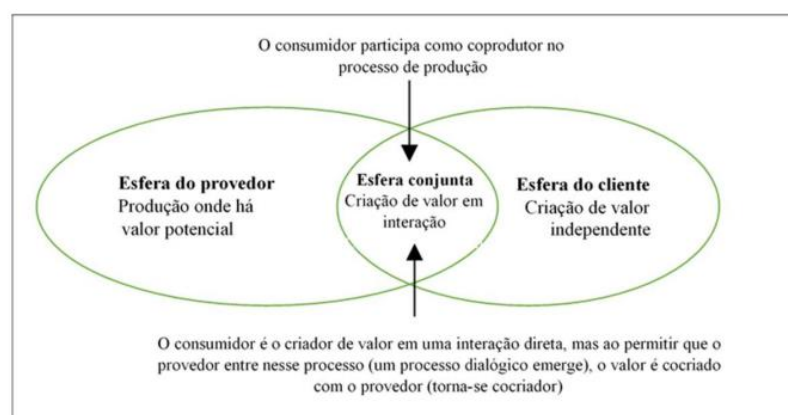 O consumidor participa como coprodutor no
processo de produção
Esfera do provedor
Produção onde há
valor potencial
Esfera conjunta
Criação de valor em
interação
Esfera do cliente
Criação de valor
independente
O consumidor é o criador de valor em uma interação direta, mas ao permitir que o
provedor entre nesse processo (um processo dialógico emerge), o valor é cocriado
com o provedor (torna-se cocriador)